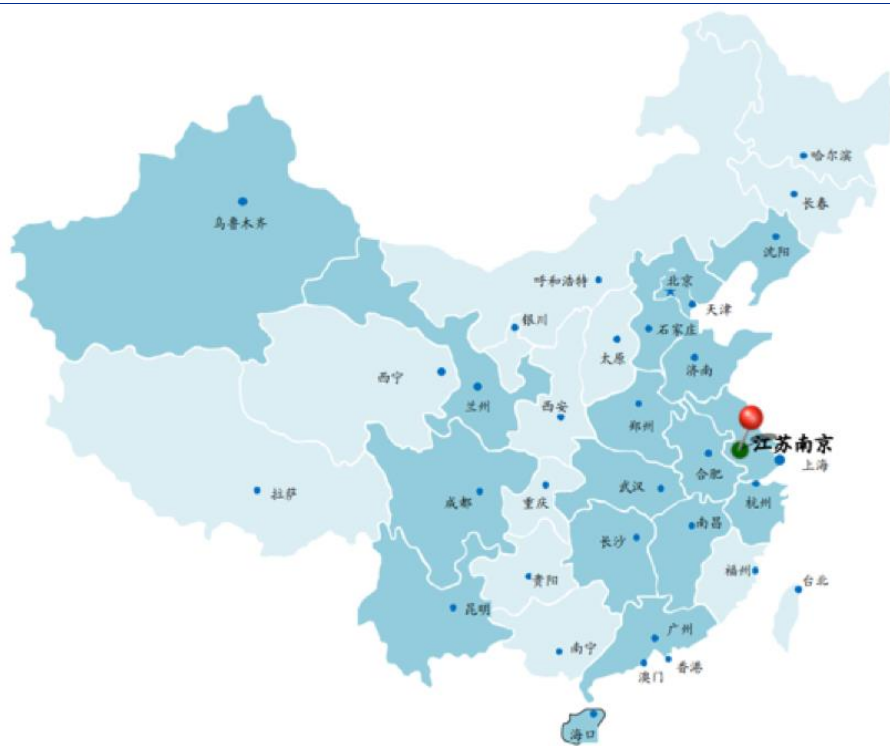 哈尔滨
长春
乌鲁木齐
沈阳
呼和浩特
北京
天津
银川
石家庄
太原
济南
西宁
兰州
西安
郑州
江苏南京
上海
合肥
拉萨
成都
重庆
武汉
杭州
南昌
长沙
福州
台北
贵阳
昆明
广州
南宁
香港
澳门
海口